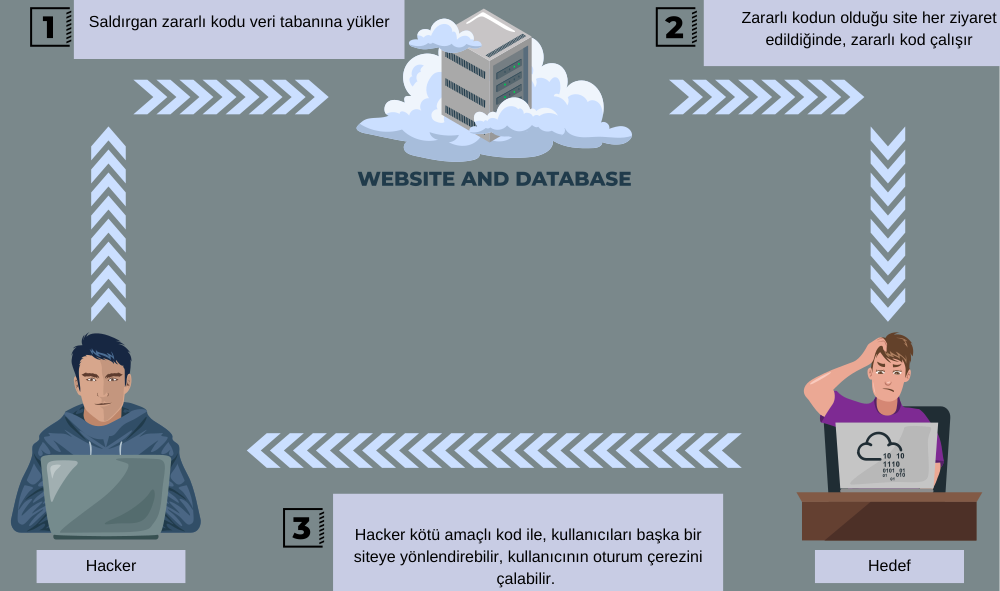 1
Saldırgan zararlı kodu veri tabanına yükler
2
Zararlı kodun olduğu site her ziyaret
edildiğinde, zararlı kod çalışır
WEBSITE AND DATABASE
10 10
1110
0101 01
01 010
01
3
Hacker kötü amaçlı kod ile, kullanıcıları başka bir
siteye yönlendirebilir, kullanıcının oturum çerezini
çalabilir.
Hacker
Hedef